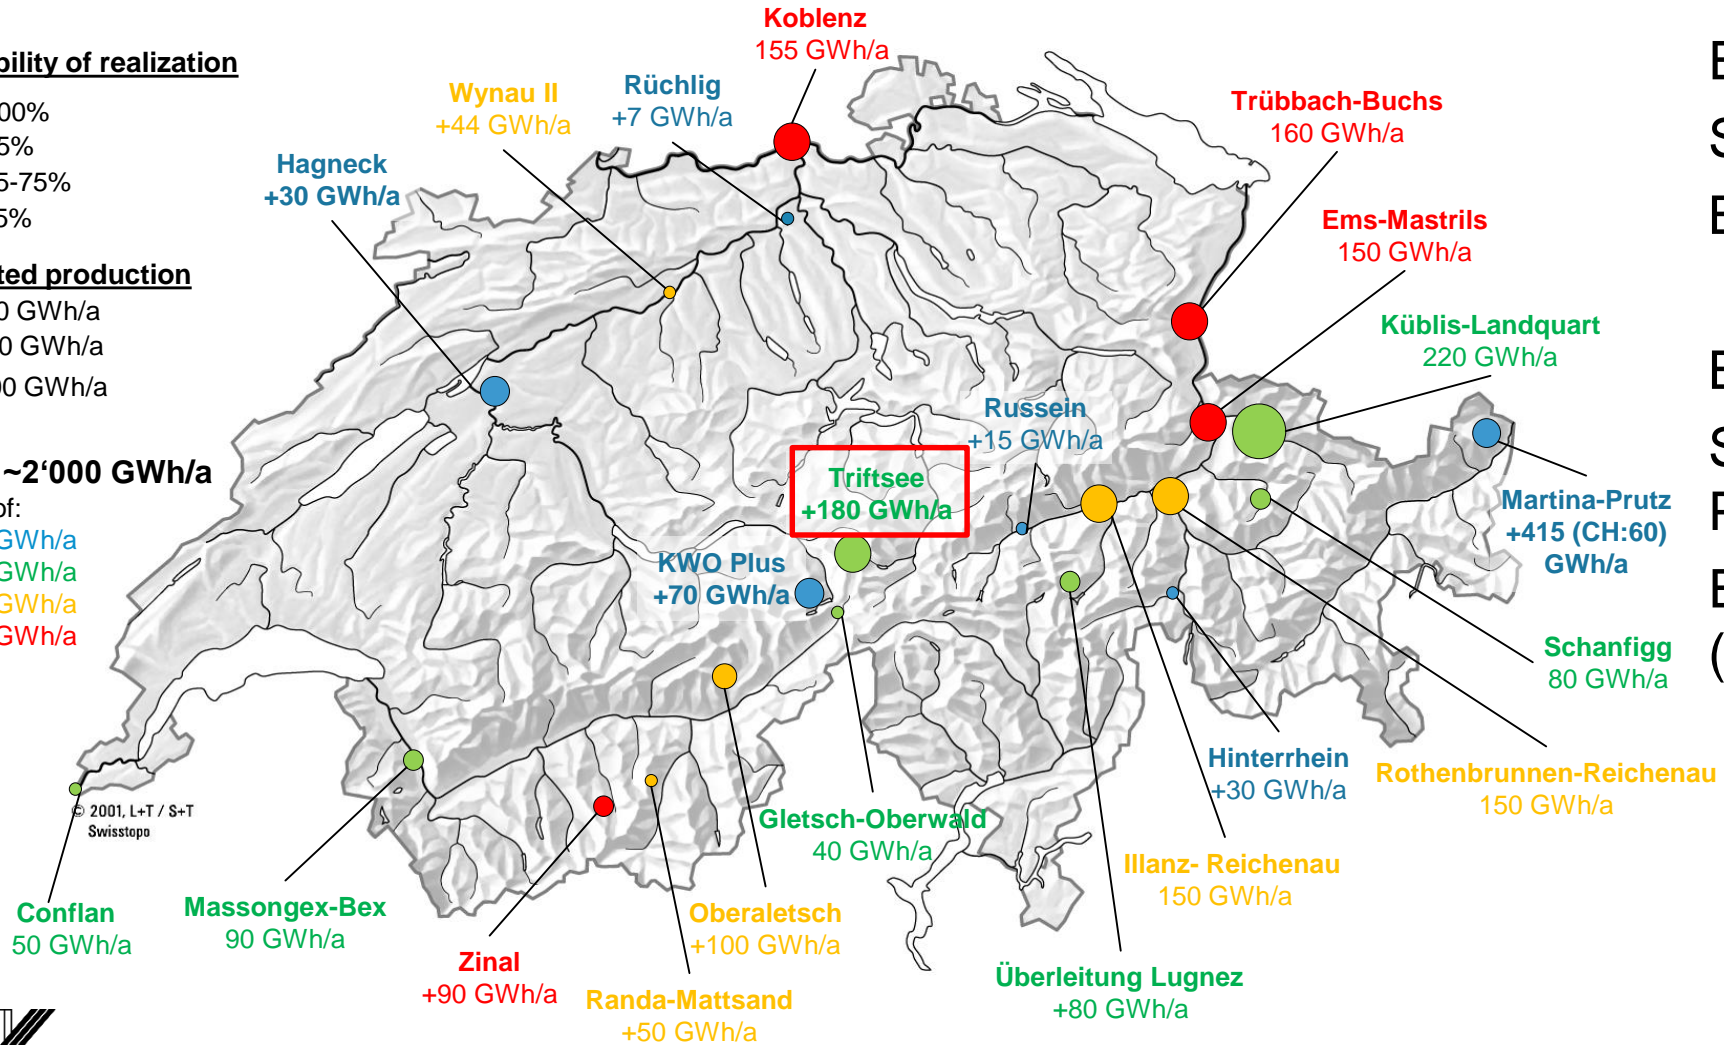 bility of realization
00%
5%
5-75%
5%
ted production
0 GWh/a
0 GWh/a
00 GWh/a
~2‘000 GWh/a
of:
GWh/a
GWh/a
GWh/a
GWh/a
Koblenz
155 GWh/a
Wynau II
+44 GWh/a
Rüchlig
+7 GWh/a
Hagneck
+30 GWh/a
Trübbach-Buchs
160 GWh/a
Ems-Mastrils
150 GWh/a
Küblis-Landquart
220 GWh/a
Russein
+15 GWh/a
Triftsee
+180 GWh/a
Martina-Prutz
+415 (CH:60)
GWh/a
KWO Plus
+70 GWh/a
Schanfigg
80 GWh/a
Hinterrhein
+30 GWh/a
Rothenbrunnen-Reichenau
150 GWh/a
© 2001, L+T / S+T
Swisstopo
Gletsch-Oberwald
40 GWh/a
Illanz- Reichenau
150 GWh/a
Conflan
50 GWh/a
Massongex-Bex
90 GWh/a
Oberaletsch
+100 GWh/a
Zinal
+90 GWh/a
Randa-Mattsand
+50 GWh/a
Überleitung Lugnez
+80 GWh/a
E
S
E
E
S
F
E
(